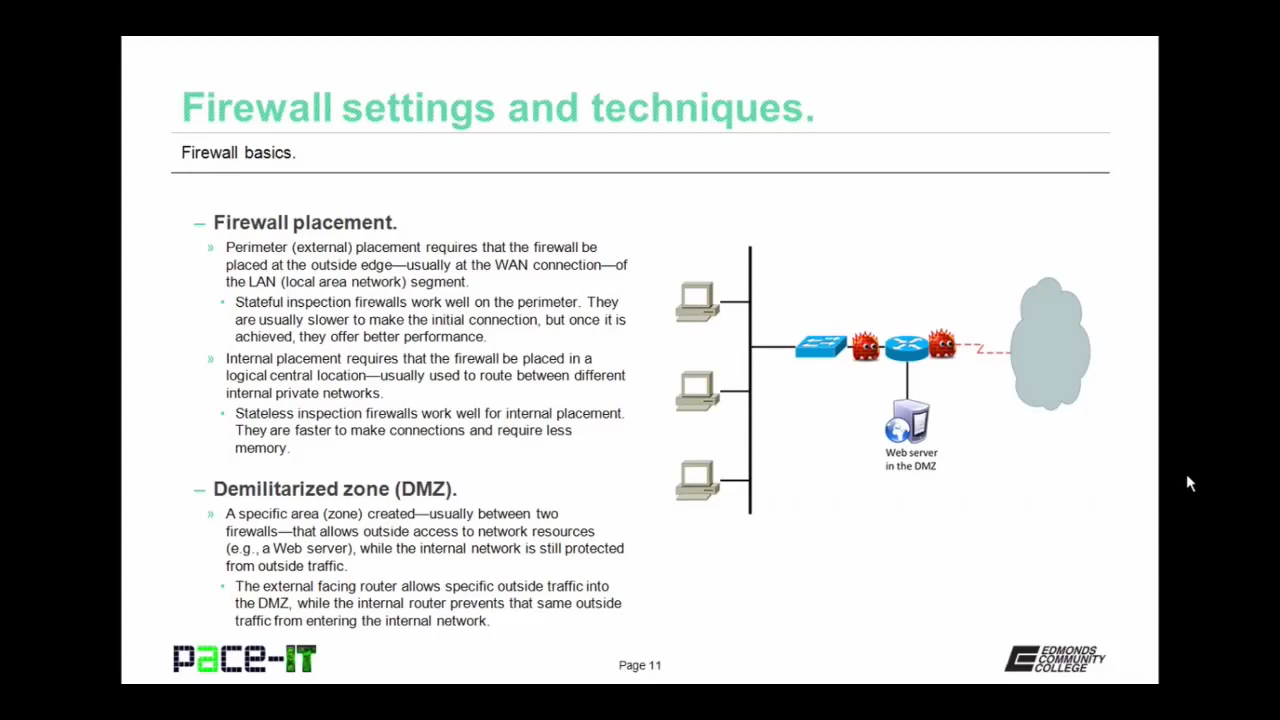 Firewall settings and techniques.
Firewall basics.
– Firewall placement.
» Perimeter (external) placement requires that the firewall be
placed at the outside edge—usually at the WAN connection—of
the LAN (local area network) segment.
• Stateful inspection firewalls work well on the perimeter. They
are usually slower to make the initial connection, but once it is
achieved, they offer better performance.
» Internal placement requires that the firewall be placed in a
logical central location—usually used to route between different
internal private networks.
• Stateless inspection firewalls work well for internal placement.
They are faster to make connections and require less
memory.
– Demilitarized zone (DMZ).
» A specific area (zone) created—usually between two
firewalls—that allows outside access to network resources
(e.g., a Web server), while the internal network is still protected
from outside traffic.
• The external facing router allows specific outside traffic into
the DMZ, while the internal router prevents that same outside
traffic from entering the internal network.
Web server
in the DMZ
pace-IT
Page 11
EDMONDS
COMMUNITY
COLLEGE